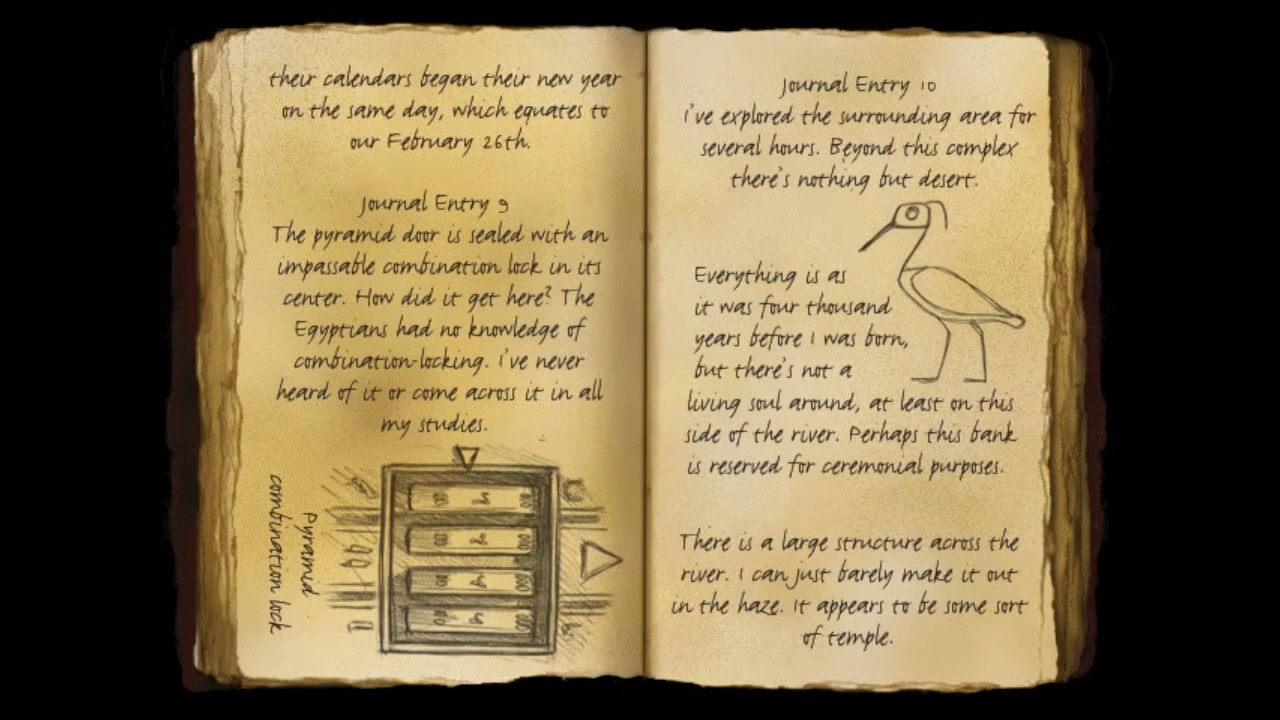 their calendars began their new year
on the same day, which equates to
our February 26th.
Journal Entry 9
The pyramid door is sealed with an
impassable combination lock in its
center. How did it get here? The
Egyptians had no knowledge of
combination-locking. I've never
heard of it or come across it in all
my studies.
Pyramid
combination lock
Journal Entry 10
I've explored the surrounding area for
several hours. Beyond this complex
there's nothing but desert.
Everything is as
it was four thousand
years before I was born,
but there's not a
living soul around, at least on this
side of the river. Perhaps this bank
is reserved for ceremonial purposes.
There is a large structure across the
river. I can just barely make it out
in the haze. It appears to be some sort
of temple.